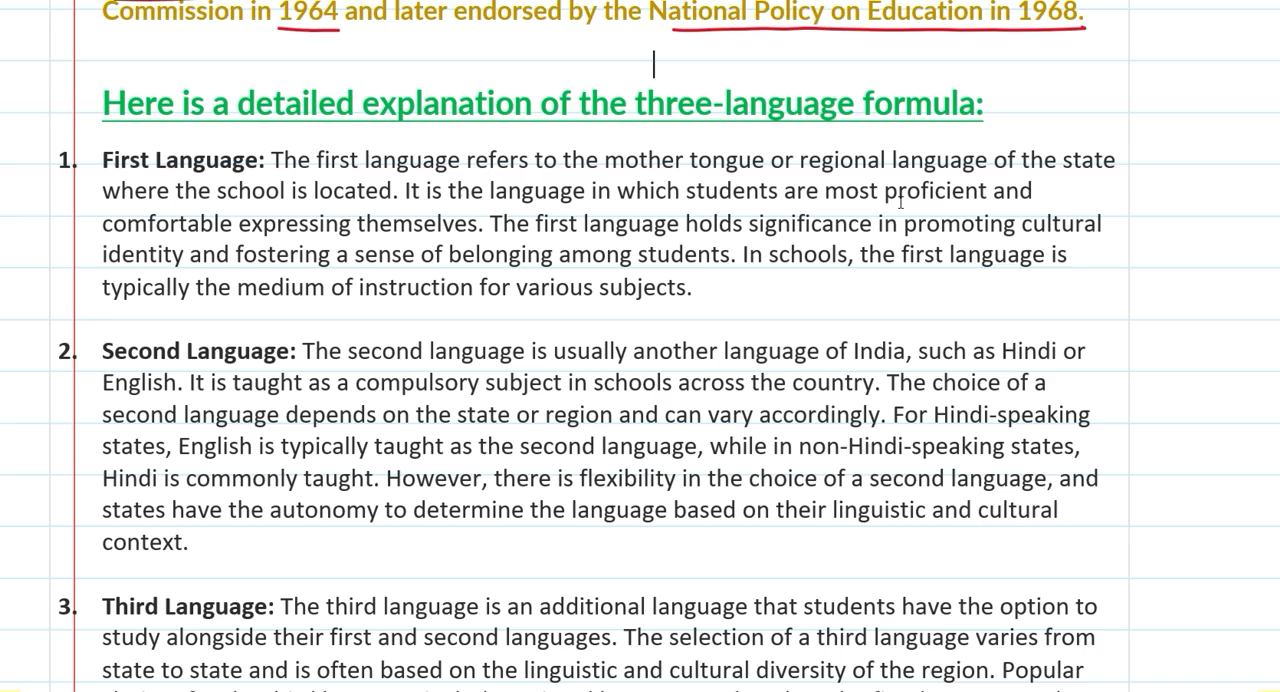 Commission in 1964 and later endorsed by the National Policy on Education in 1968.
Here is a detailed explanation of the three-language formula:
1. First Language: The first language refers to the mother tongue or regional language of the state
where the school is located. It is the language in which students are most proficient and
comfortable expressing themselves. The first language holds significance in promoting cultural
identity and fostering a sense of belonging among students. In schools, the first language is
typically the medium of instruction for various subjects.
2. Second Language: The second language is usually another language of India, such as Hindi or
English. It is taught as a compulsory subject in schools across the country. The choice of a
second language depends on the state or region and can vary accordingly. For Hindi-speaking
states, English is typically taught as the second language, while in non-Hindi-speaking states,
Hindi is commonly taught. However, there is flexibility in the choice of a second language, and
states have the autonomy to determine the language based on their linguistic and cultural
context.
3. Third Language: The third language is an additional language that students have the option to
study alongside their first and second languages. The selection of a third language varies from
state to state and is often based on the linguistic and cultural diversity of the region. Popular